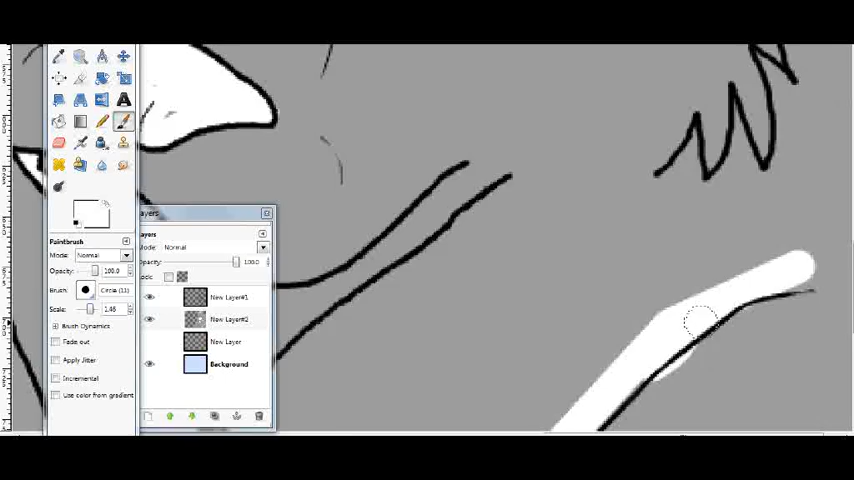 ayers
ayers
Mode: Normal
Opacity: 100.0
Lock:
New Layer#1
New Layer#2
New Layer
Background
Paintbrush
Mode: Normal
Opacity: 100.0
Brush: Circle (11)
Scale: 1.46
Brush Dynamics
Fade out
Apply Jitter
Incremental
Use color from gradient